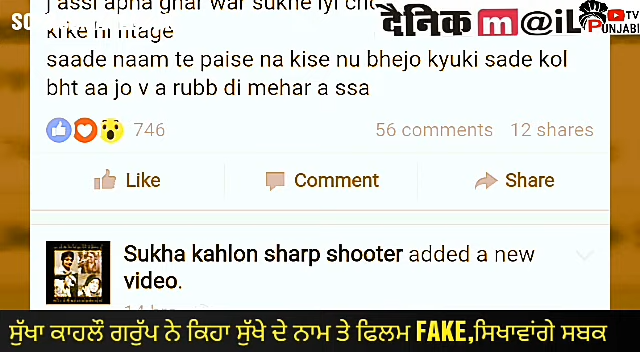 दैनिक m@iL TV PUNJABI
j assi apna ghar war sukhe lyi
krke ni
saade naam te paise na kise nu bhejo kyuki sade kol
bht aa jo v a rubb di mehar a ssa
746 56 comments 12 shares
Like Comment Share
Sukha kahlon sharp shooter added a new
video.
ਸੁੱਖਾ ਕਾਹਲੌ ਗਰੁੱਪ ਨੇ ਕਿਹਾ ਸੁੱਖੇ ਦੇ ਨਾਮ ਤੇ ਫਿਲਮ FAKE,ਸਿਖਾਵਾਂਗੇ ਸਬਕ